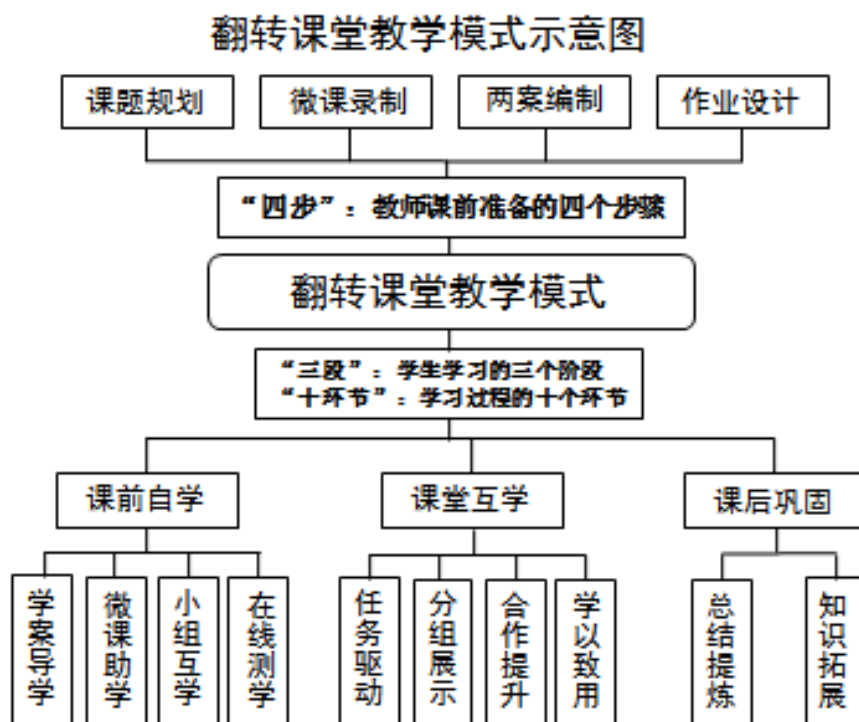 翻转课堂教学模式示意图
课题规划
微课录制
两案编制
作业设计
“四步”：教师课前准备的四个步骤
翻转课堂教学模式
“三段”：学生学习的三个阶段
“十环节”：学习过程的十个环节
课前自学
课堂互学
课后巩固
学案导学
微课助学
小组互学
在线测学
任务驱动
分组展示
合作提升
学以致用
总结提炼
知识拓展